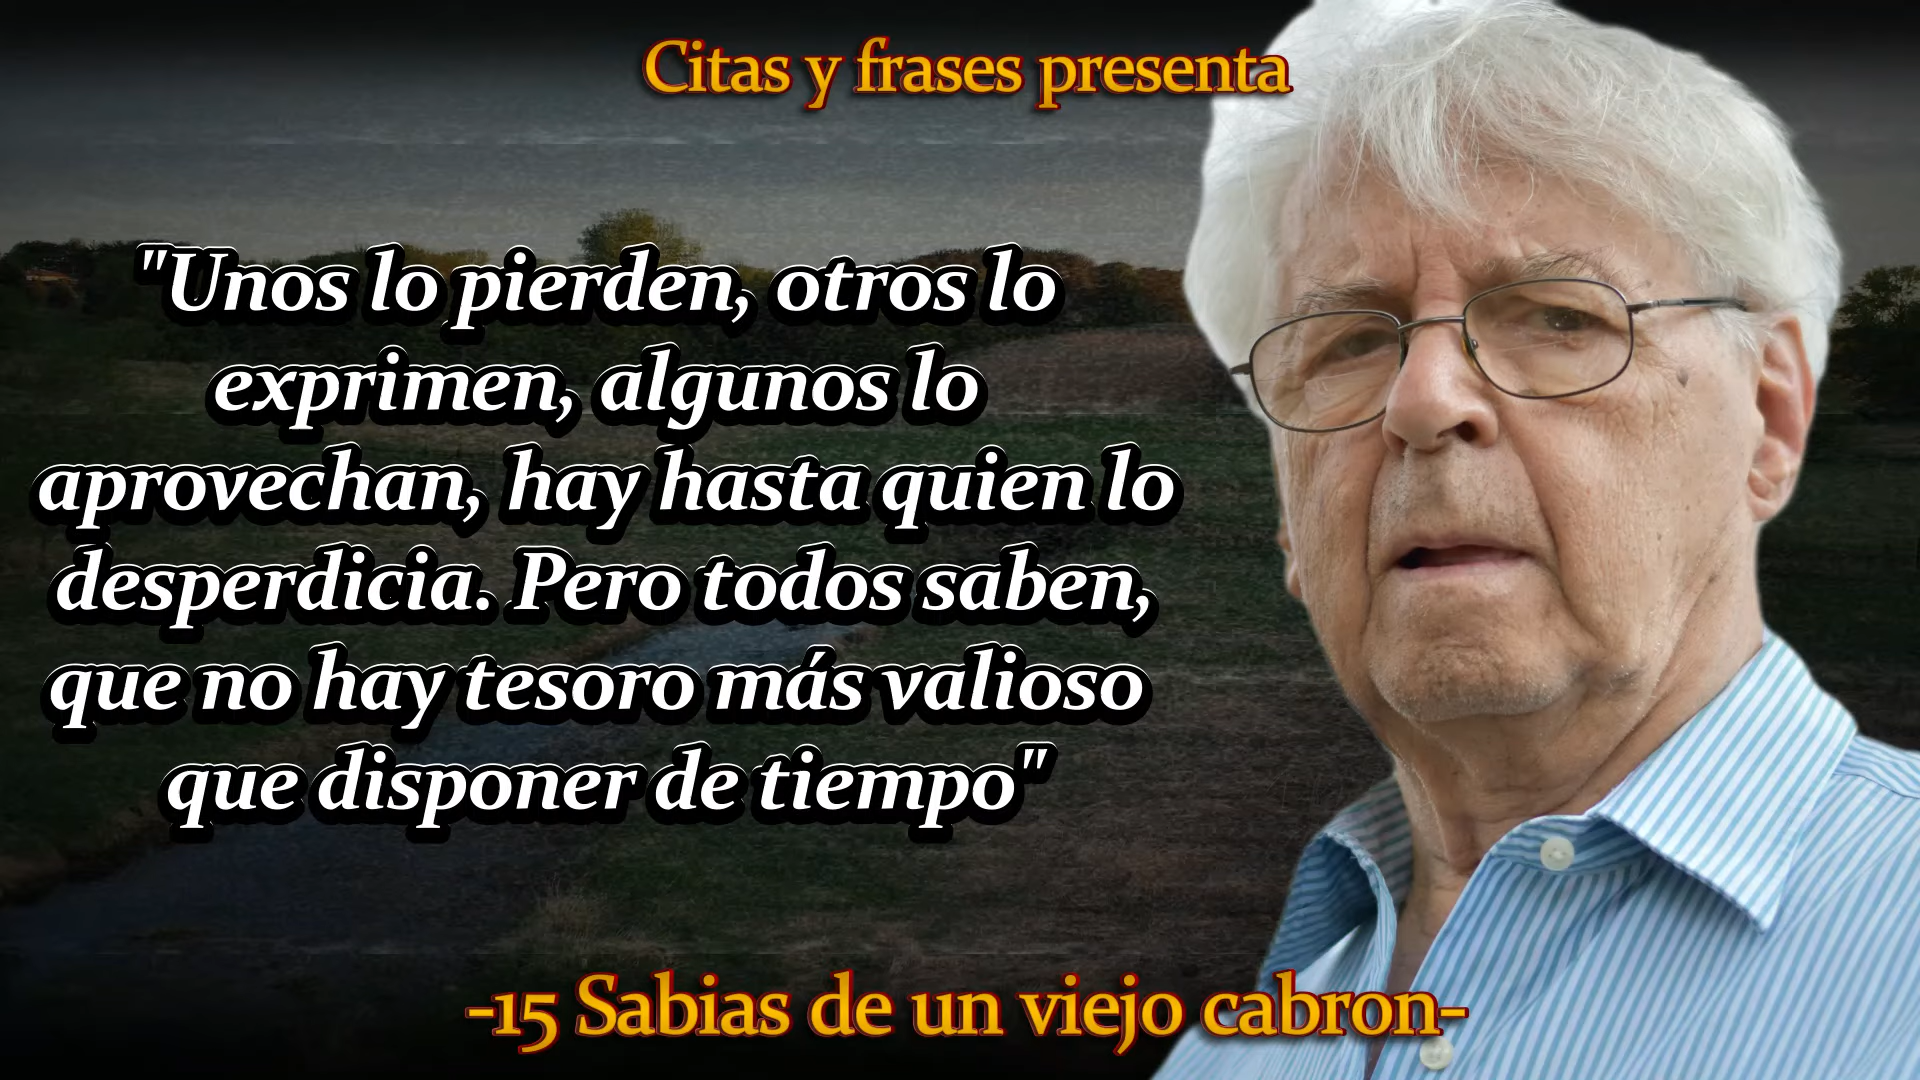 Citas y frases presenta
"Unos lo pierden, otros lo
exprimen, algunos lo
aprovechan, hay hasta quien lo
desperdicia. Pero todos saben,
que no hay tesoro más valioso
que disponer de tiempo"
-15 Sabias de un viejo cabron-